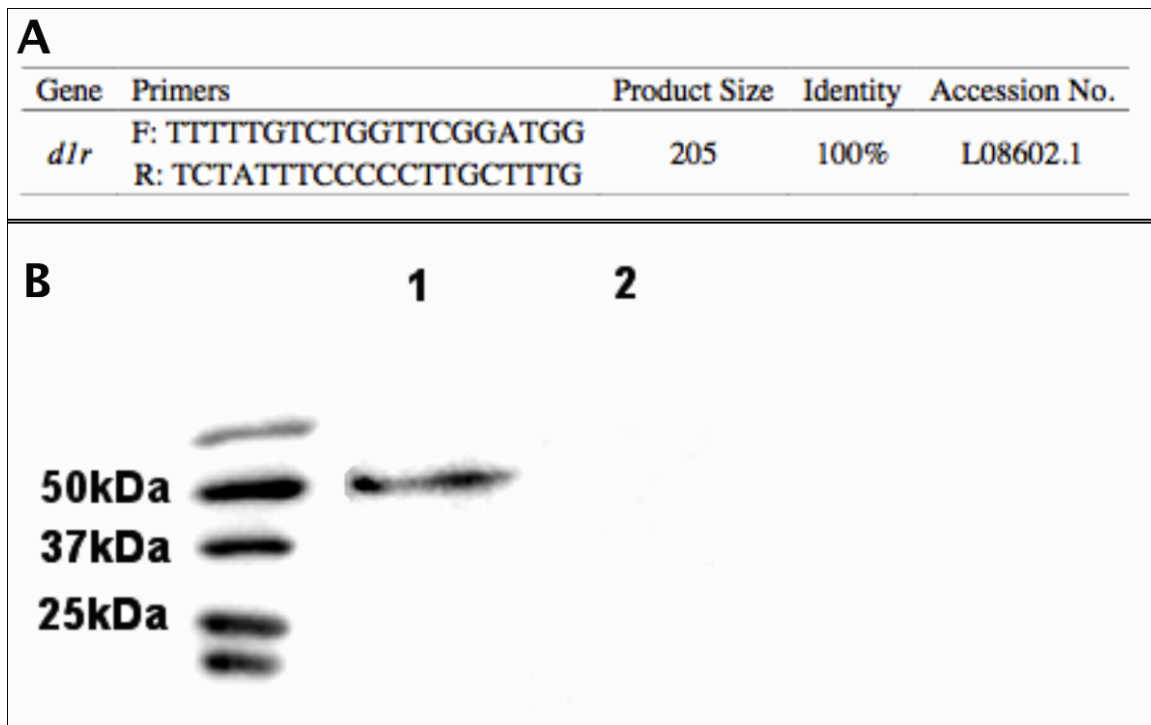 A
Gene Primers Product Size Identity Accession No.
d1r F: TTTTTGTCTGGTTCGGATGG 205 100% L08602.1
R: TCTATTTCCCCCTTGCTTTG
B 1 2
50kDa
37kDa
25kDa